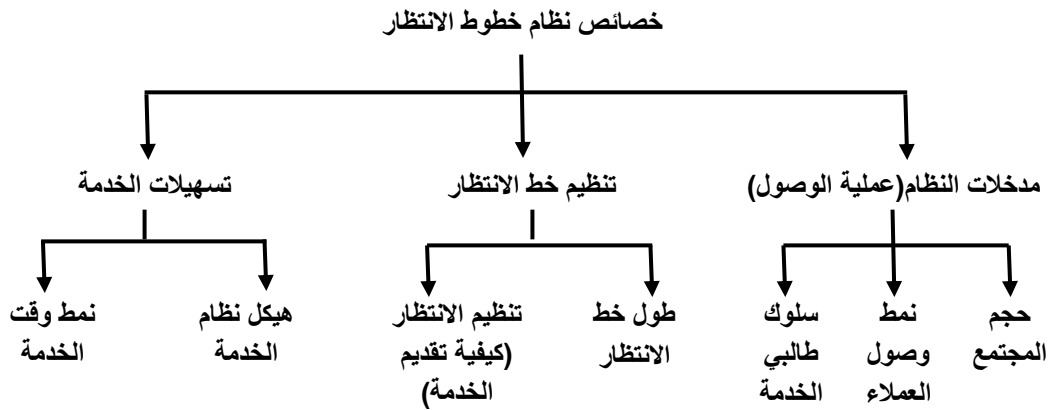 خصائص نظام خطوط الانتظار
مدخلات النظام(عملية الوصول)
تنظيم خط الانتظار
تسهيلات الخدمة
حجم
المجتمع
نمط
وصول
العملاء
سلوك
طالبي
الخدمة
طول خط
الانتظار
تنظيم الانتظار
(كيفية تقديم
الخدمة)
هيكل نظام
الخدمة
نمط وقت
الخدمة